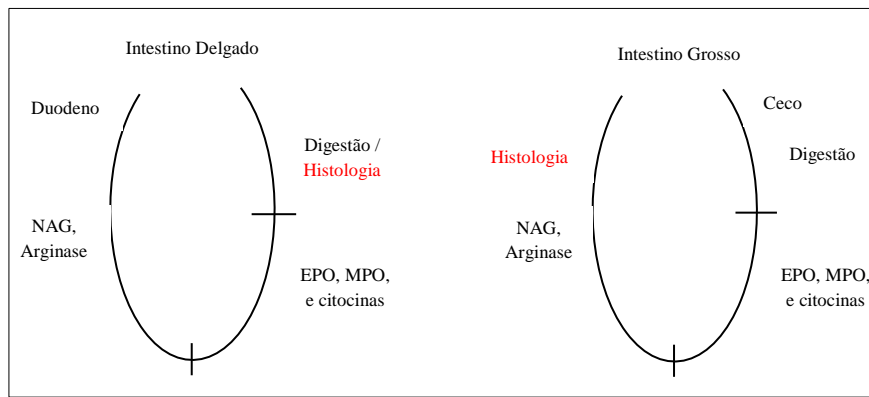 Intestino Delgado
Duodeno
Digestão /
Histologia
NAG,
Arginase
EPO, MPO,
e citocinas
Intestino Grosso
Ceco
Histologia
Digestão
NAG,
Arginase
EPO, MPO,
e citocinas